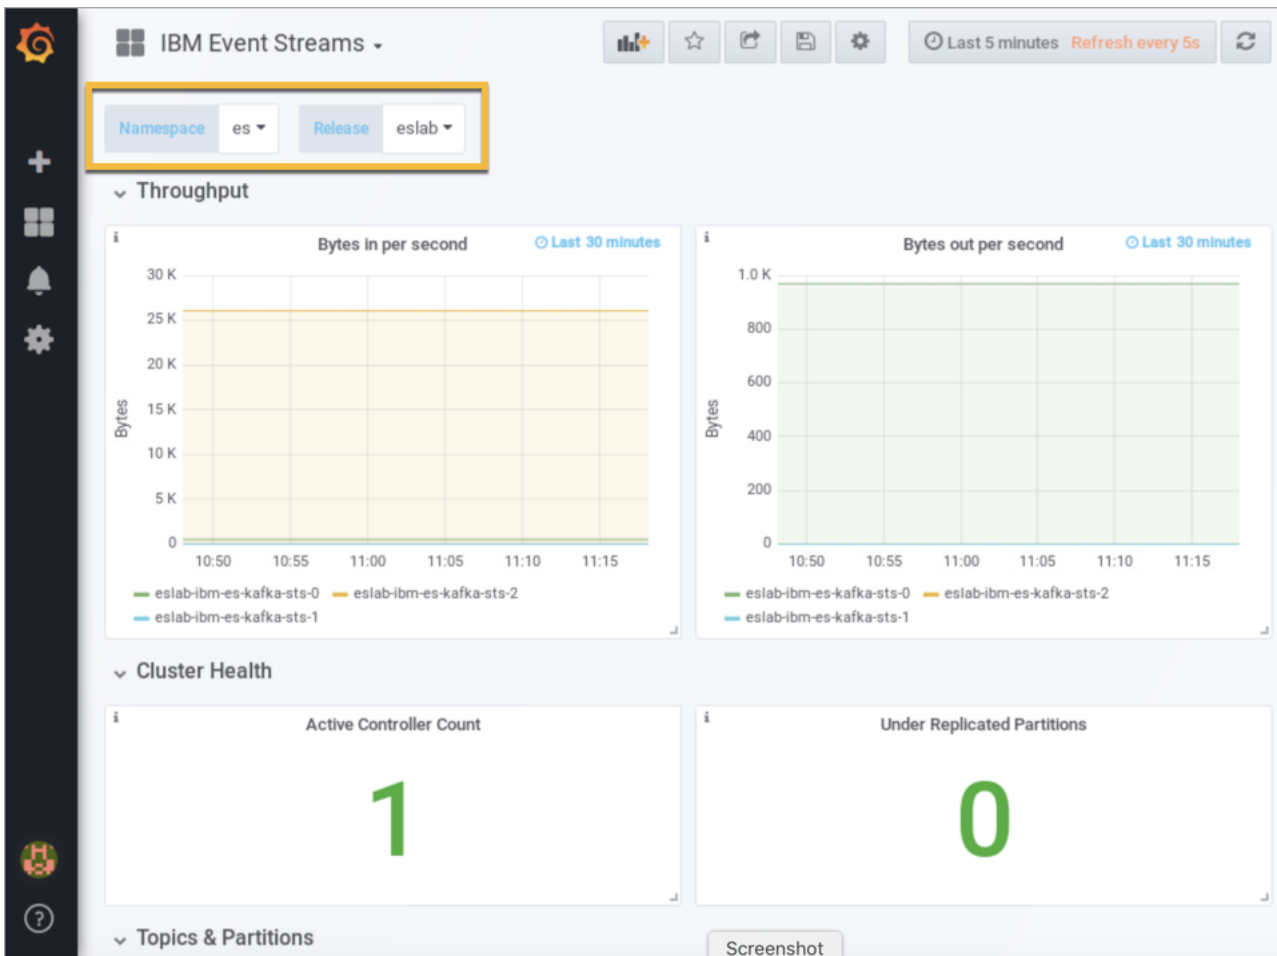 IBM Event Streams
Last 5 minutes Refresh every 5s
Namespace es Release eslab
Throughput
Bytes in per second Last 30 minutes
Bytes
30 K
25 K
20 K
15 K
10 K
5 K
0
10:50 10:55 11:00 11:05 11:10 11:15
eslab-ibm-es-kafka-sts-0 eslab-ibm-es-kafka-sts-2
eslab-ibm-es-kafka-sts-1
Bytes out per second Last 30 minutes
Bytes
1.0 K
800
600
400
200
0
10:50 10:55 11:00 11:05 11:10 11:15
eslab-ibm-es-kafka-sts-0 eslab-ibm-es-kafka-sts-2
eslab-ibm-es-kafka-sts-1
Cluster Health
Active Controller Count
1
Under Replicated Partitions
0
Topics & Partitions
Screenshot